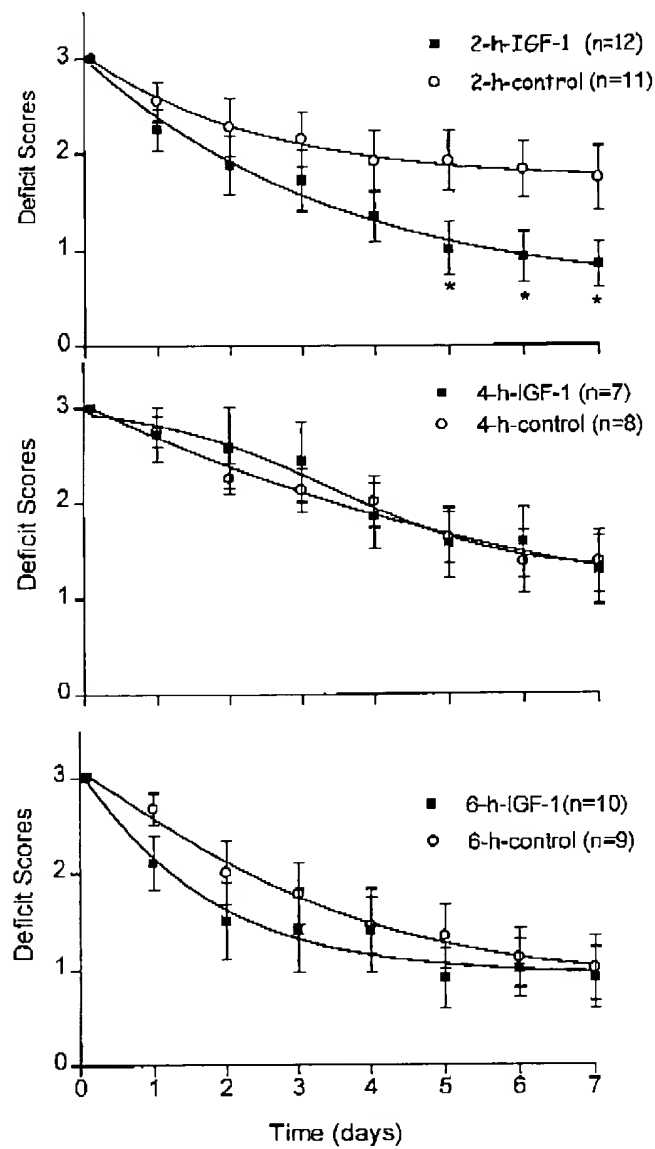 ■ 2-h-IGF-1 (n=12)
○ 2-h-control (n=11)
Deficit Scores
3
2
1
0
* * *
■ 4-h-IGF-1 (n=7)
○ 4-h-control (n=8)
Deficit Scores
3
2
1
0
■ 6-h-IGF-1(n=10)
○ 6-h-control (n=9)
Deficit Scores
3
2
1
0
0 1 2 3 4 5 6 7
Time (days)